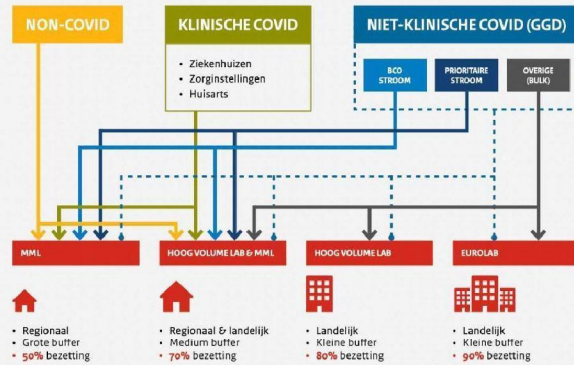 NON-COVID
KLINISCHE COVID
• Ziekenhuizen
• Zorginstellingen
• Huisarts
NIET-KLINISCHE COVID (GGD)
BCO
STROOM
PRIORITAIRE
STROOM
OVERIGE
(BULK)
MML
HOOG VOLUME LAB & MML
HOOG VOLUME LAB
EUROLAB
• Regionaal
• Grote buffer
• 50% bezetting
• Regionaal & landelijk
• Medium buffer
• 70% bezetting
• Landelijk
• Kleine buffer
• 80% bezetting
• Landelijk
• Kleine buffer
• 90% bezetting